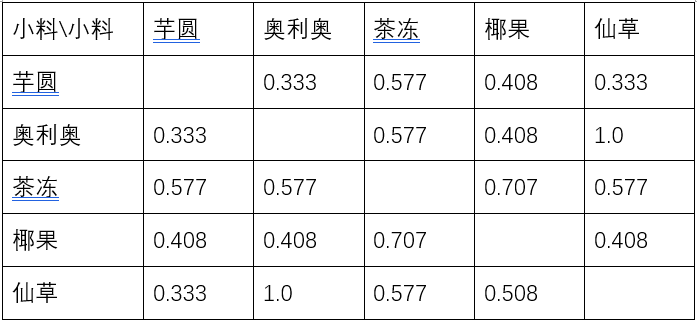 小料\小料 芋圆 奥利奥 茶冻 椰果 仙草
芋圆 0.333 0.577 0.408 0.333
奥利奥 0.333 0.577 0.408 1.0
茶冻 0.577 0.577 0.707 0.577
椰果 0.408 0.408 0.707 0.408
仙草 0.333 1.0 0.577 0.508